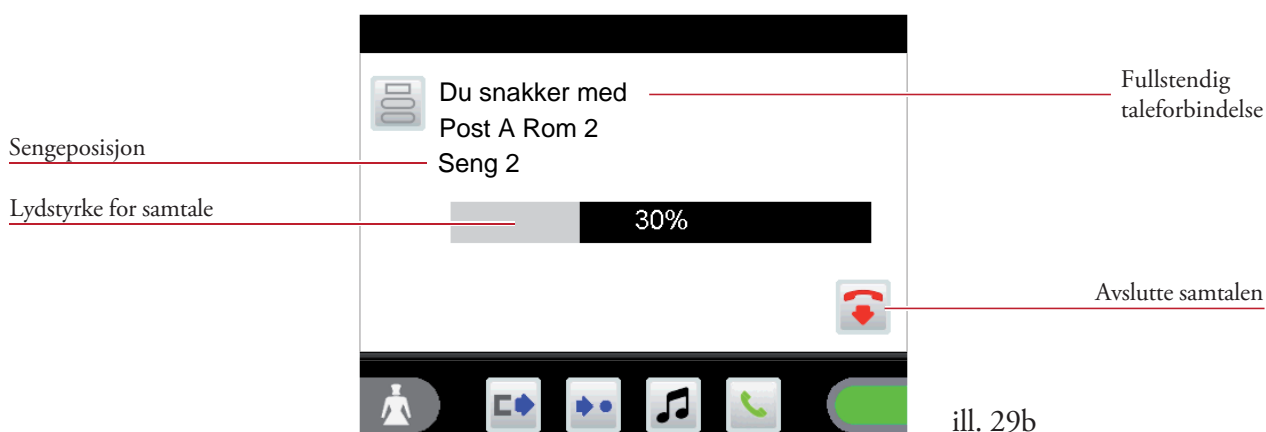 Du snakker med
Post A Rom 2
Seng 2
30%
Sengeposisjon
Lydstyrke for samtale
Fullstendig
taleforbindelse
Avslutte samtalen
ill. 29b